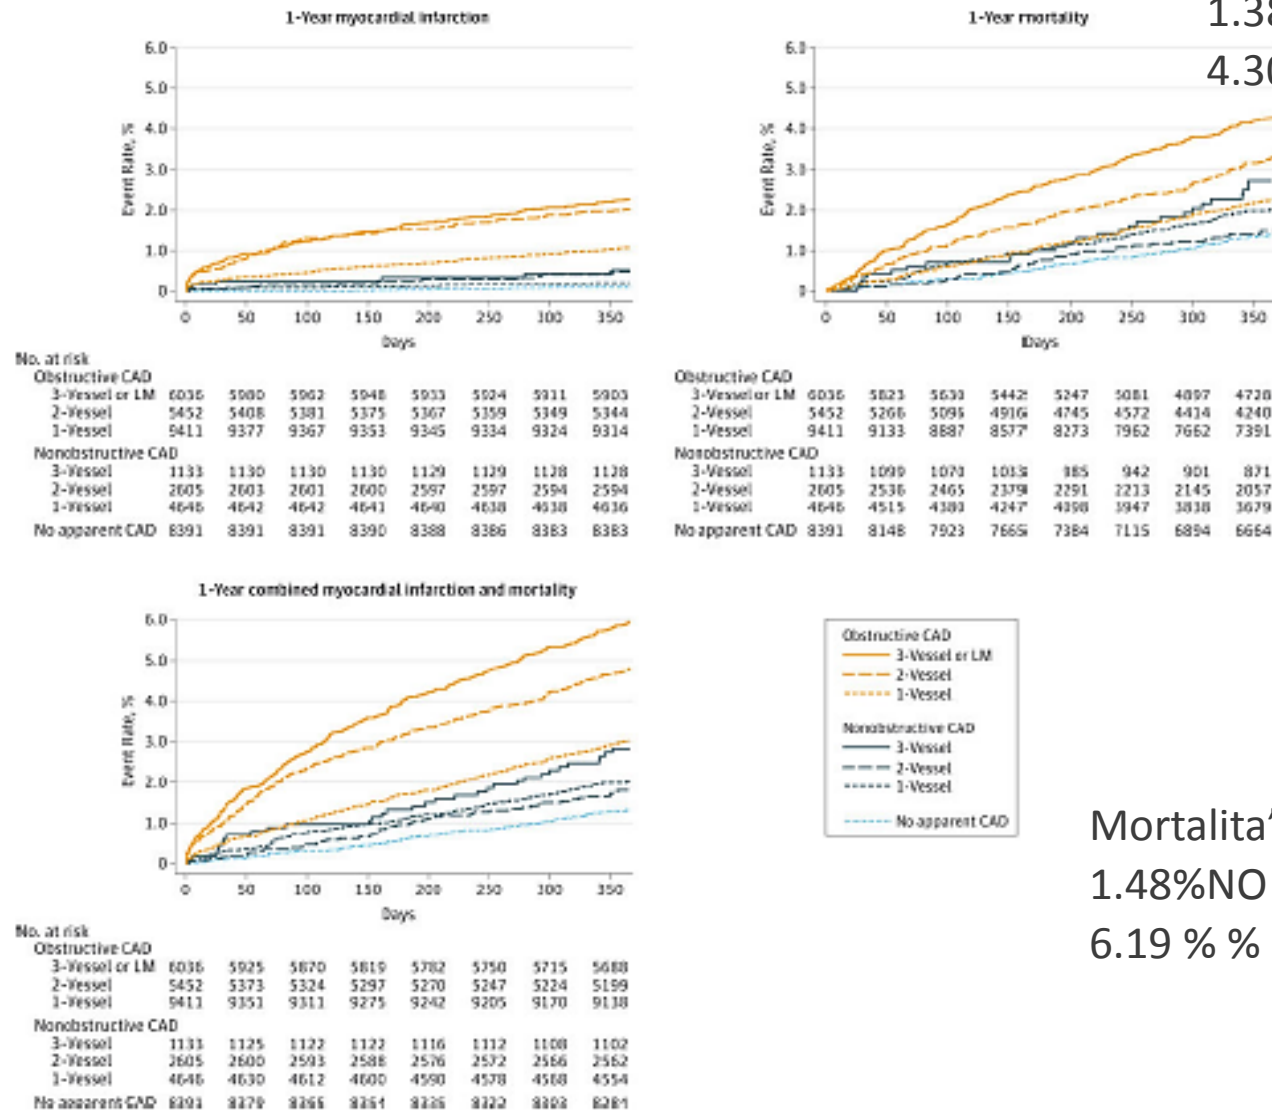 1-Year myocardial infarction
6.0
5.0
4.0
3.0
2.0
1.0
0
Event Rate, %
0 50 100 150 200 250 300 350
Days
No. at risk
Obstructive CAD
3-Vessel or LM 6036 5980 5962 5948 5933 5924 5911 5903
2-Vessel 5452 5408 5381 5375 5367 5359 5349 5344
1-Vessel 9411 9377 9367 9353 9345 9334 9324 9314
Nonobstructive CAD
3-Vessel 1133 1130 1130 1130 1129 1129 1128 1128
2-Vessel 2605 2603 2601 2600 2597 2597 2594 2594
1-Vessel 4646 4642 4642 4641 4640 4638 4638 4636
No apparent CAD 8391 8391 8391 8390 8388 8386 8383 8383
1-Year mortality
1.38
4.30
6.0
5.0
4.0
3.0
2.0
1.0
0
Event Rate, %
0 50 100 150 200 250 300 350
Days
Obstructive CAD
3-Vessel or LM 6036 5823 5630 5442 5247 5081 4897 4728
2-Vessel 5452 5266 5096 4916 4745 4572 4414 4240
1-Vessel 9411 9133 8887 8577 8273 7962 7662 7391
Nonobstructive CAD
3-Vessel 1133 1099 1070 1033 985 942 901 871
2-Vessel 2605 2536 2465 2379 2291 2213 2145 2057
1-Vessel 4646 4515 4380 4247 4098 3947 3838 3679
No apparent CAD 8391 8148 7923 7665 7384 7115 6894 6664
1-Year combined myocardial infarction and mortality
6.0
5.0
4.0
3.0
2.0
1.0
0
Event Rate, %
0 50 100 150 200 250 300 350
Days
No. at risk
Obstructive CAD
3-Vessel or LM 6036 5925 5870 5819 5782 5750 5715 5688
2-Vessel 5452 5373 5324 5297 5270 5247 5224 5199
1-Vessel 9411 9351 9311 9275 9242 9205 9170 9138
Nonobstructive CAD
3-Vessel 1133 1125 1122 1122 1116 1112 1108 1102
2-Vessel 2605 2600 2593 2588 2576 2572 2566 2562
1-Vessel 4646 4630 4612 4600 4590 4578 4568 4554
No apparent CAD 8391 8379 8366 8351 8335 8322 8303 8281
Obstructive CAD
3-Vessel or LM
2-Vessel
1-Vessel
Nonobstructive CAD
3-Vessel
2-Vessel
1-Vessel
No apparent CAD
Mortalita'
1.48%NO
6.19 % %